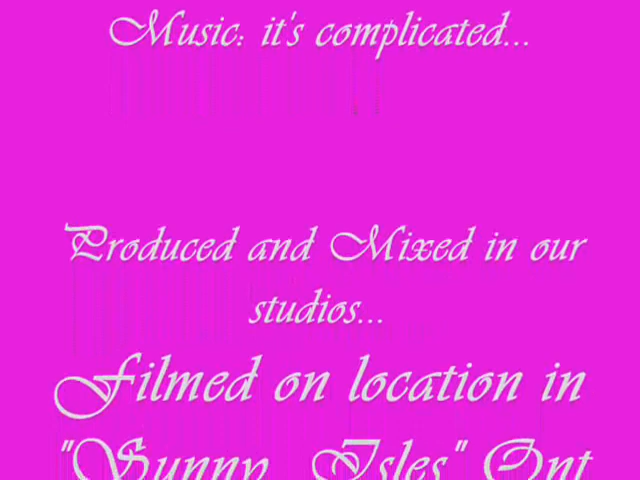 Music: it's complicated...
Produced and Mixed in our
studios...
Filmed on location in
"Sunny Isles" Ont